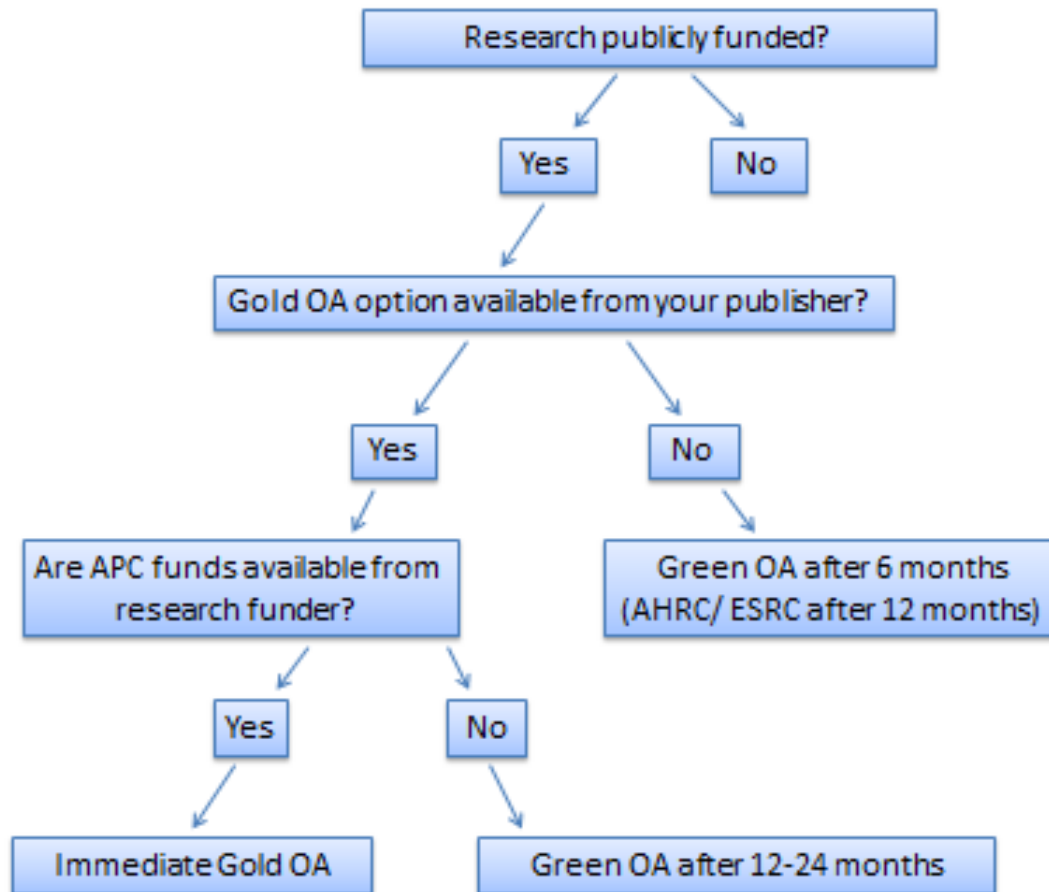 Research publicly funded?
Yes
No
Gold OA option available from your publisher?
Yes
No
Are APC funds available from
research funder?
Green OA after 6 months
(AHRC/ ESRC after 12 months)
Yes
No
Immediate Gold OA
Green OA after 12-24 months